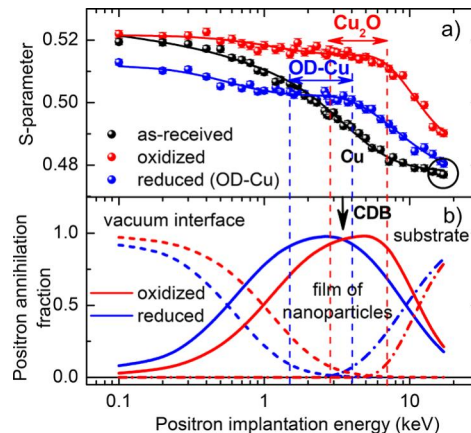 Cu₂O
a)
0.52
OD-Cu
0.50
as-received
oxidized
Cu
0.48
reduced (OD-Cu)
S-parameter
b)
vacuum interface
CDB
substrate
1.0
oxidized
film of
0.5
reduced
nanoparticles
0.0
Positron annihilation
fraction
0.1
1
10
Positron implantation energy (keV)